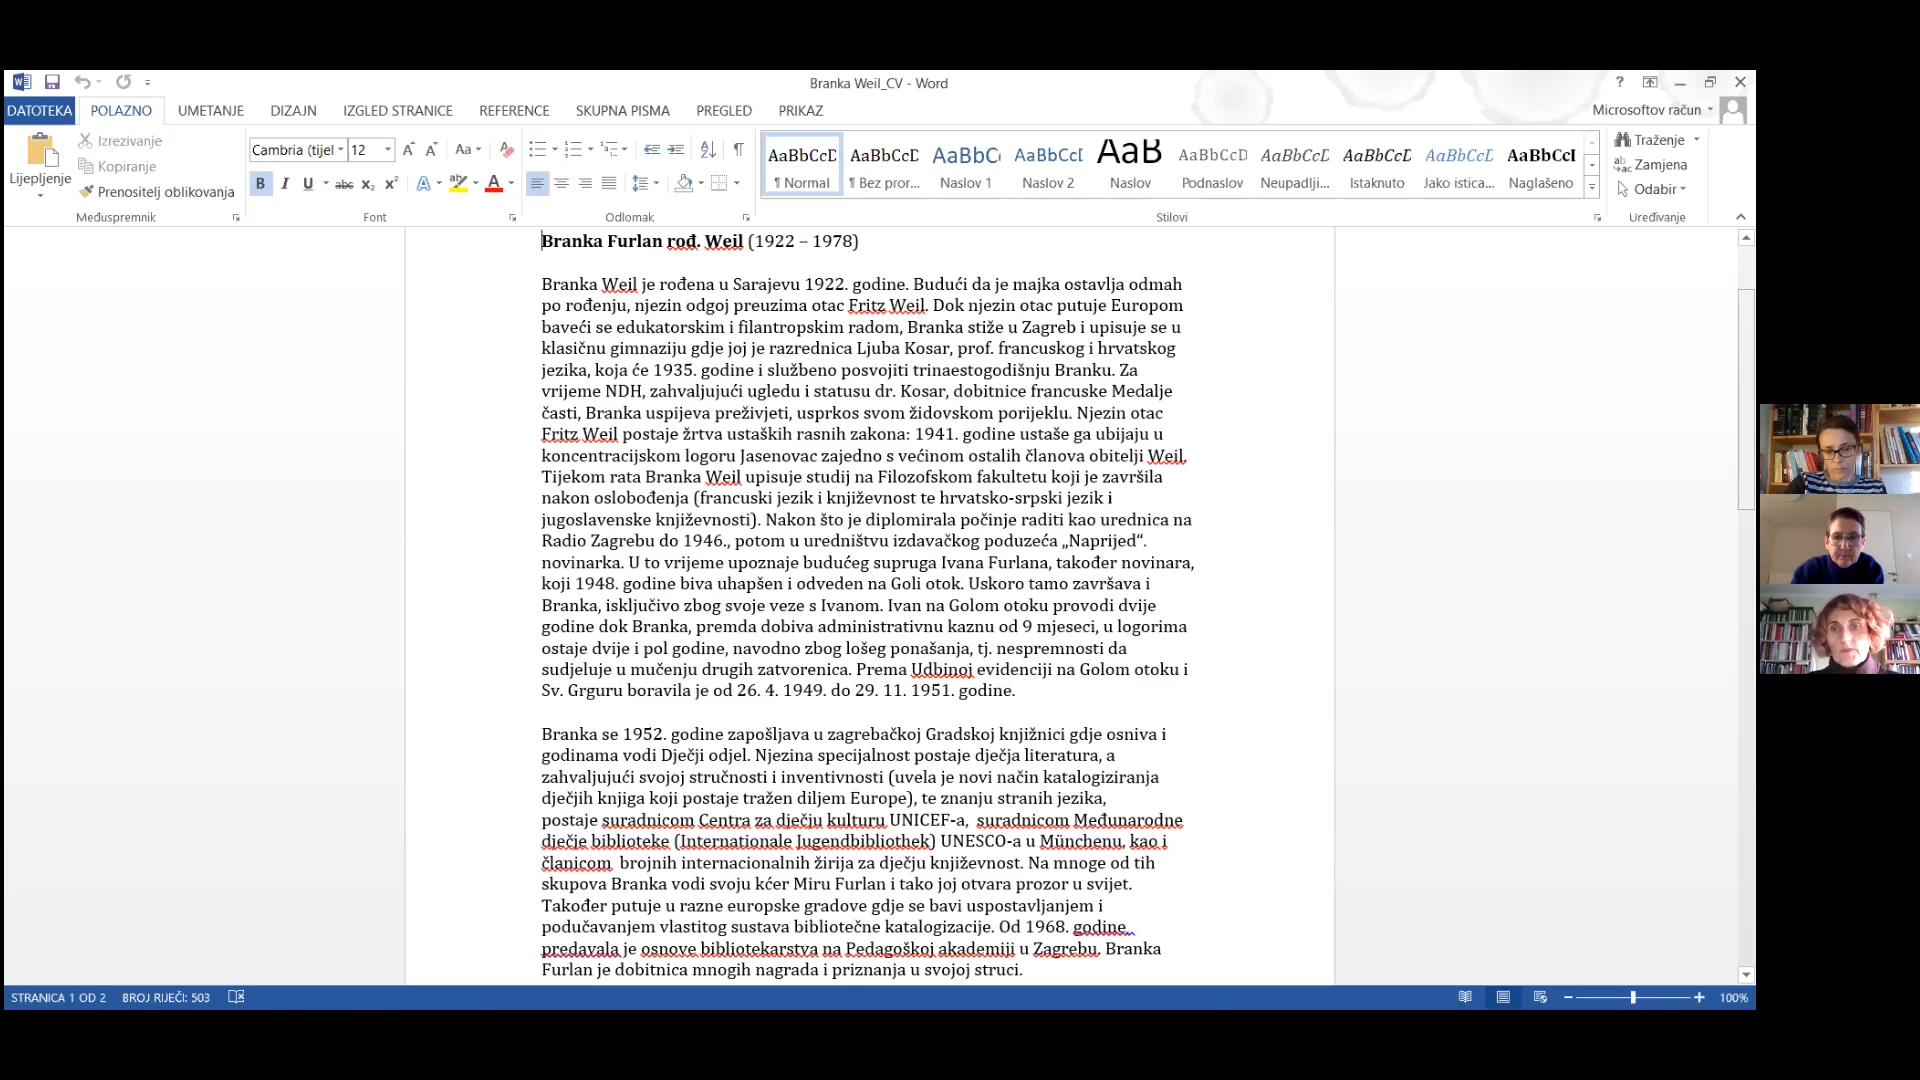 Branka Weil_CV - Word
DATOTEKA POLAZNO UMETANJE DIZAJN IZGLED STRANICE REFERENCE SKUPNA PISMA PREGLED PRIKAZ
Microsoftov račun
Lijepljenje
Izrezivanje
Kopiranje
Prenositelj oblikovanja
Međuspremnik
Cambria (tijel 12
Font
Odlomak
AaBbCcD AaBbCcD AaBbC AaBbCcD AaB AaBbCcD AaBbCcD AaBbCcD AaBbCcD AaBbCcI
¶ Normal ¶ Bez pror... Naslov 1 Naslov 2 Naslov Podnaslov Neupadlji... Istaknuto Jako istica... Naglašeno
Stilovi
Traženje
Zamjena
Odabir
Uređivanje
Branka Furlan rođ. Weil (1922 – 1978)
Branka Weil je rođena u Sarajevu 1922. godine. Budući da je majka ostavlja odmah
po rođenju, njezin odgoj preuzima otac Fritz Weil. Dok njezin otac putuje Europom
baveći se edukatorskim i filantropskim radom, Branka stiže u Zagreb i upisuje se u
klasičnu gimnaziju gdje joj je razrednica Ljuba Kosar, prof. francuskog i hrvatskog
jezika, koja će 1935. godine i službeno posvojiti trinaestogodišnju Branku. Za
vrijeme NDH, zahvaljujući ugledu i statusu dr. Kosar, dobitnice francuske Medalje
časti, Branka uspijeva preživjeti, usprkos svom židovskom porijeklu. Njezin otac
Fritz Weil postaje žrtva ustaških rasnih zakona: 1941. godine ustaše ga ubijaju u
koncentracijskom logoru Jasenovac zajedno s većinom ostalih članova obitelji Weil.
Tijekom rata Branka Weil upisuje studij na Filozofskom fakultetu koji je završila
nakon oslobođenja (francuski jezik i književnost te hrvatsko-srpski jezik i
jugoslavenske književnosti). Nakon što je diplomirala počinje raditi kao urednica na
Radio Zagrebu do 1946., potom u uredništvu izdavačkog poduzeća „Naprijed“.
novinarka. U to vrijeme upoznaje budućeg supruga Ivana Furlana, također novinara,
koji 1948. godine biva uhapšen i odveden na Goli otok. Uskoro tamo završava i
Branka, isključivo zbog svoje veze s Ivanom. Ivan na Golom otoku provodi dvije
godine dok Branka, premda dobiva administrativnu kaznu od 9 mjeseci, u logorima
ostaje dvije i pol godine, navodno zbog lošeg ponašanja, tj. nespremnosti da
sudjeluje u mučenju drugih zatvorenica. Prema Udbinoj evidenciji na Golom otoku i
Sv. Grguru boravila je od 26. 4. 1949. do 29. 11. 1951. godine.
Branka se 1952. godine zapošljava u zagrebačkoj Gradskoj knjižnici gdje osniva i
godinama vodi Dječji odjel. Njezina specijalnost postaje dječja literatura, a
zahvaljujući svojoj stručnosti i inventivnosti (uvela je novi način katalogiziranja
dječjih knjiga koji postaje tražen diljem Europe), te znanju stranih jezika,
postaje suradnicom Centra za dječju kulturu UNICEF-a, suradnicom Međunarodne
dječje biblioteke (Internationale Jugendbibliothek) UNESCO-a u Münchenu, kao i
članicom brojnih internacionalnih žirija za dječju književnost. Na mnoge od tih
skupova Branka vodi svoju kćer Miru Furlan i tako joj otvara prozor u svijet.
Također putuje u razne europske gradove gdje se bavi uspostavljanjem i
podučavanjem vlastitog sustava bibliotečne katalogizacije. Od 1968. godine,
predavala je osnove bibliotekarstva na Pedagoškoj akademiji u Zagrebu. Branka
Furlan je dobitnica mnogih nagrada i priznanja u svojoj struci.
STRANICA 1 OD 2 BROJ RIJEČI: 503 100%